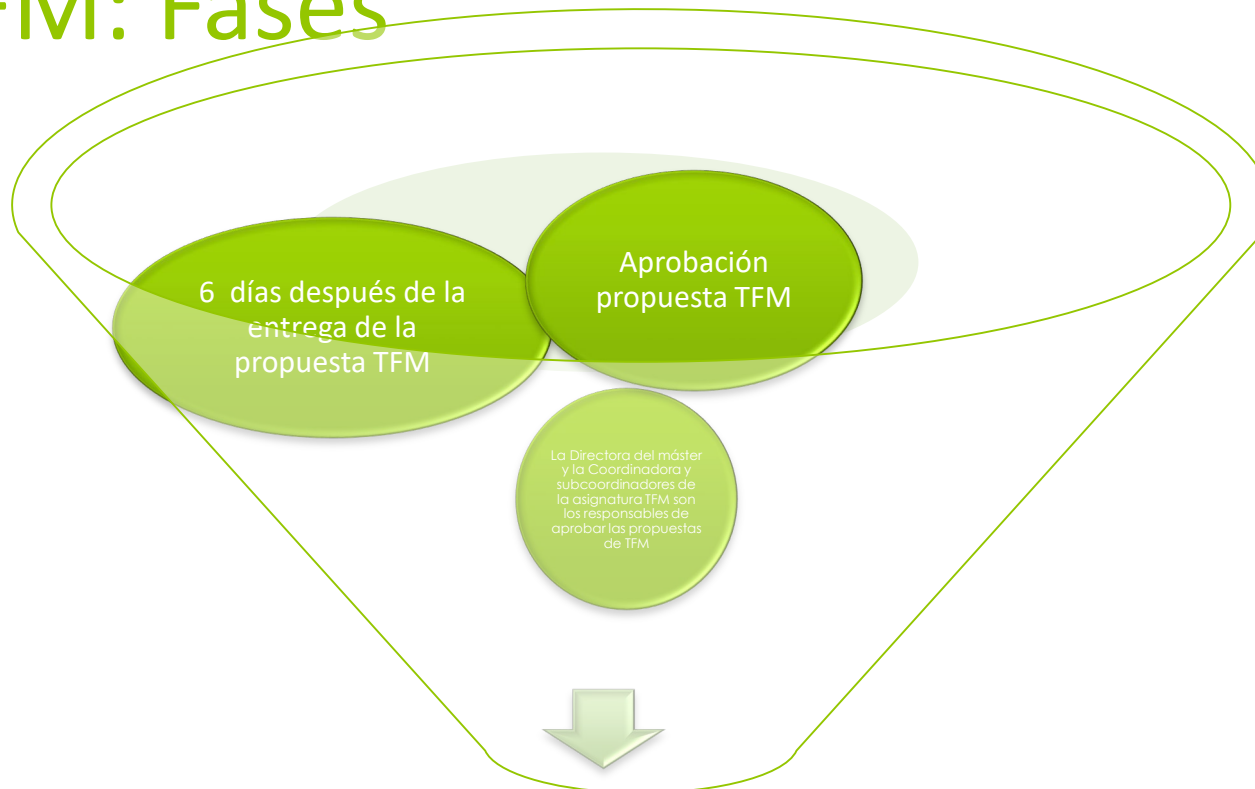 FM: Fases
6 días después de la
entrega de la
propuesta TFM
Aprobación
propuesta TFM
La Directora del máster
y la Coordinadora y
subcoordinadores de
la asignatura TFM son
los responsables de
aprobar las propuestas
de TFM